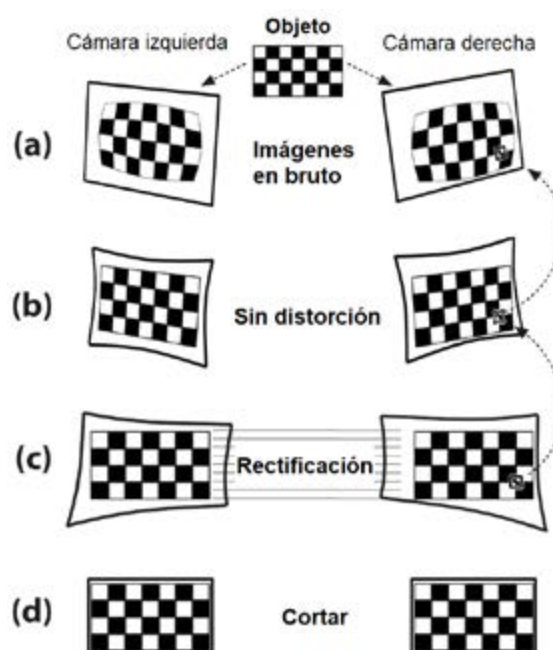 Objeto
Cámara izquierda
Cámara derecha
(a)
Imágenes
en bruto
(b)
Sin distorción
(c)
Rectificación
(d)
Cortar